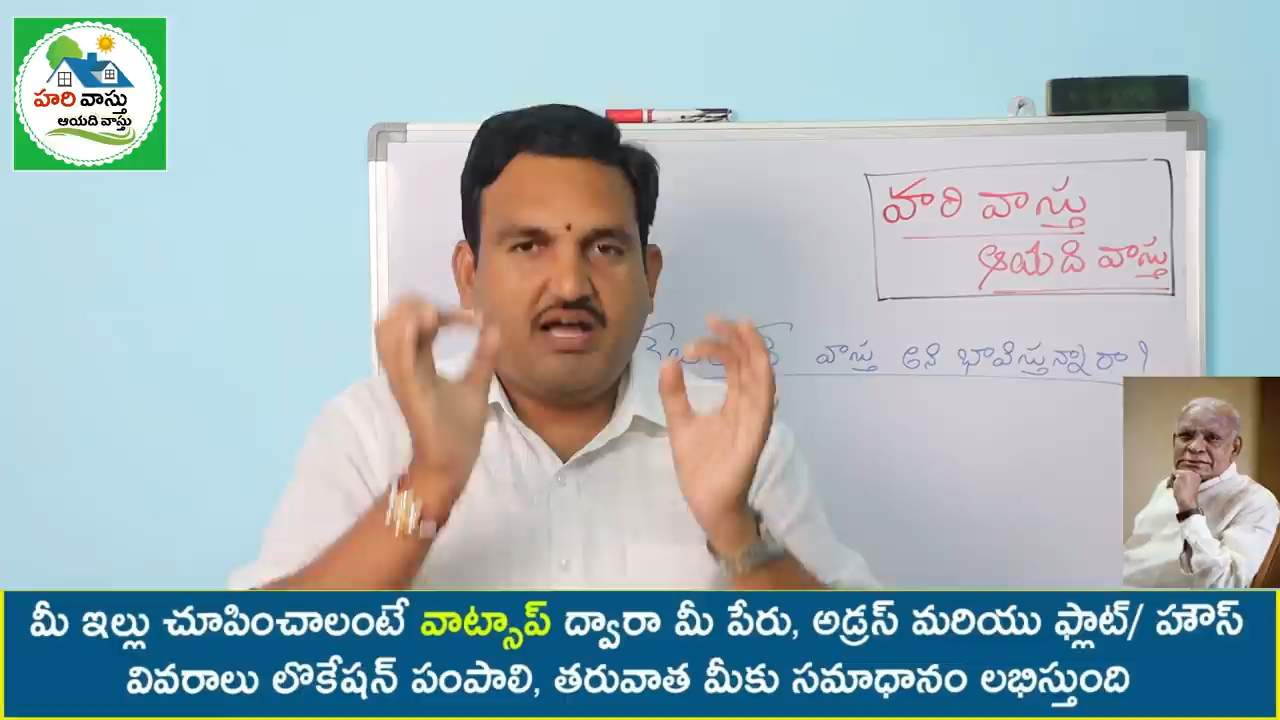 హరి వాస్తు
ఆయది వాస్తు
హరి వాస్తు
ఆయది వాస్తు
వాస్తు అని భావిస్తున్నారా!
మీ ఇల్లు చూపించాలంటే వాట్సాప్ ద్వారా మీ పేరు, అడ్రస్ మరియు ఫ్లాట్/ హౌస్
వివరాలు లొకేషన్ పంపాలి, తరువాత మీకు సమాధానం లభిస్తుంది